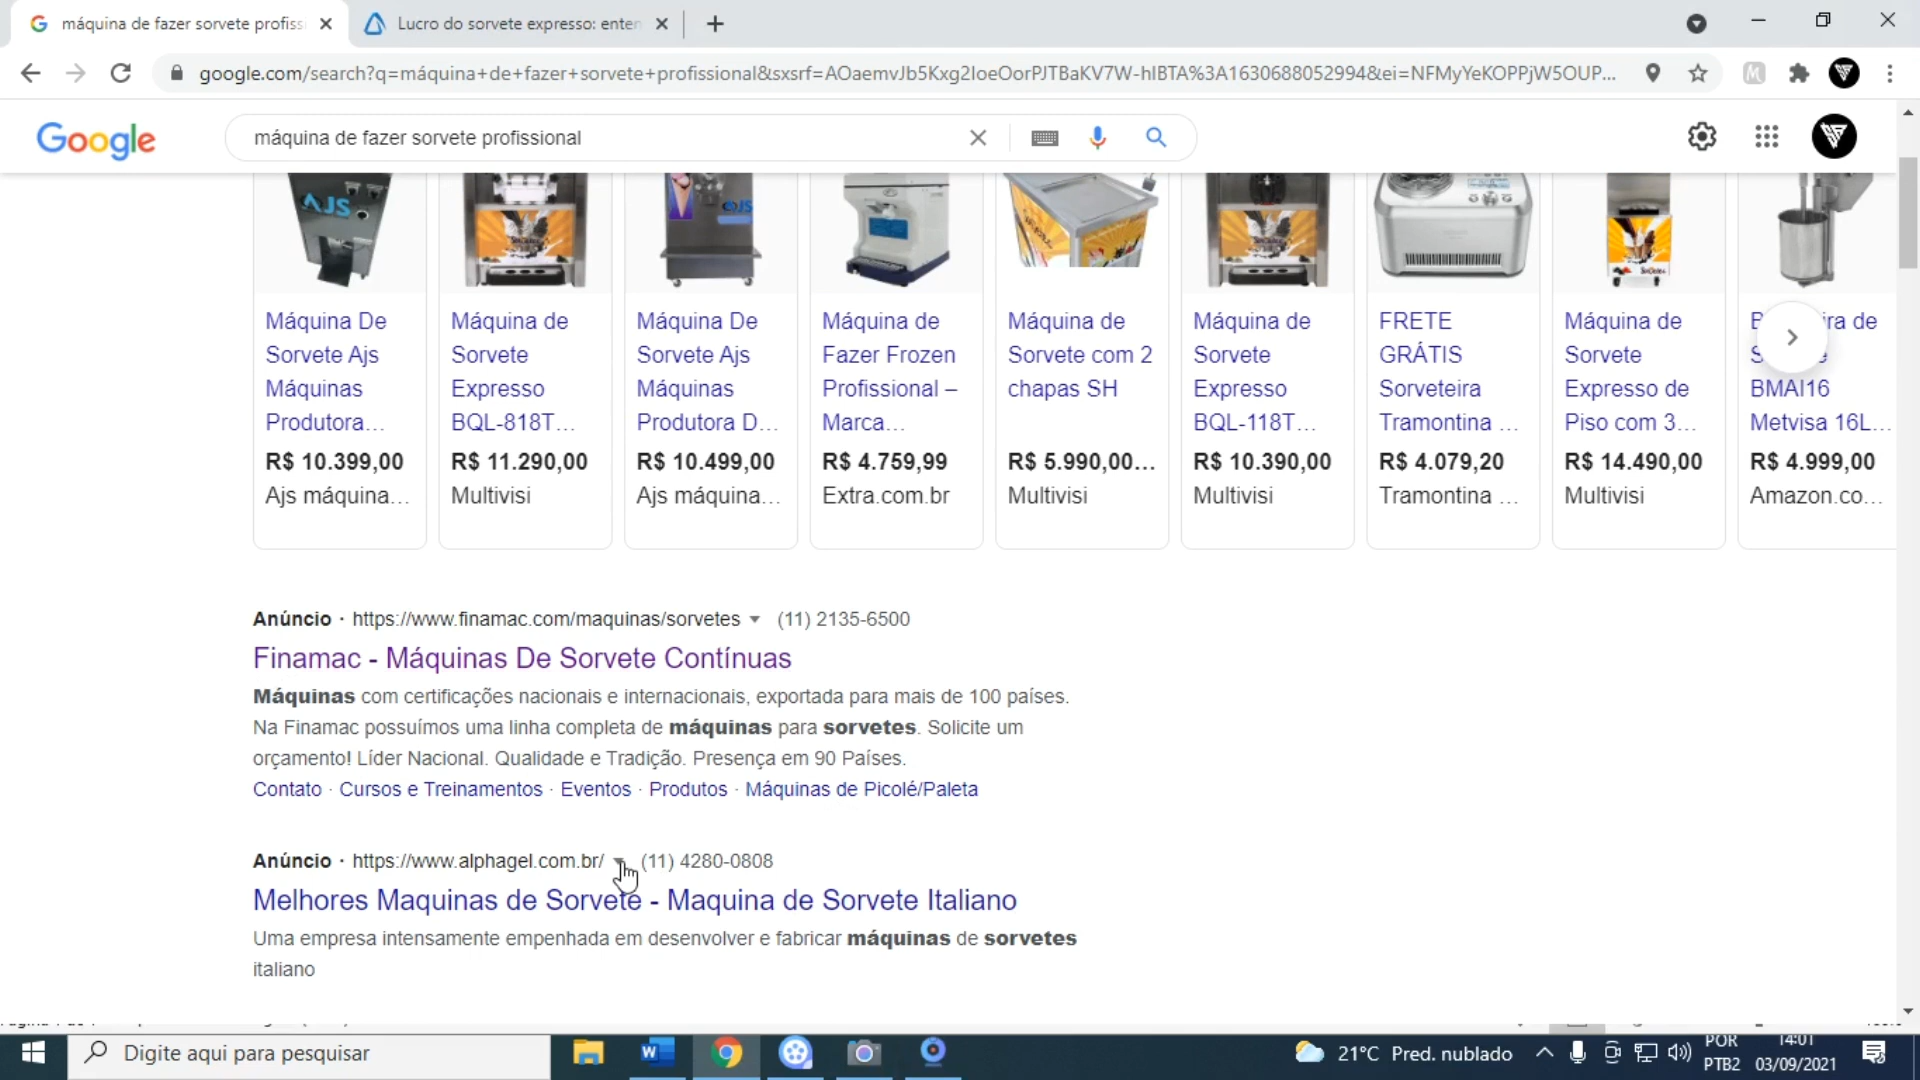 máquina de fazer sorvete profiss
Lucro do sorvete expresso: enten
google.com/search?q=máquina+de+fazer+sorvete+profissional&sxsrf=AOaemvJb5Kxg2IoeOorPJTBaKV7W-hIBTA%3A1630688052994&ei=NFMyYeKOPPjW5OUP...
Google
máquina de fazer sorvete profissional
AJS
AJS
Máquina De Sorvete Ajs Máquinas Produtora...
R$ 10.399,00
Ajs máquina...
Máquina de Sorvete Expresso BQL-818T...
R$ 11.290,00
Multivisi
Máquina De Sorvete Ajs Máquinas Produtora D...
R$ 10.499,00
Ajs máquina...
Máquina de Fazer Frozen Profissional – Marca...
R$ 4.759,99
Extra.com.br
Máquina de Sorvete com 2 chapas SH
R$ 5.990,00...
Multivisi
Máquina de Sorvete Expresso BQL-118T...
R$ 10.390,00
Multivisi
FRETE GRÁTIS Sorveteira Tramontina ...
R$ 4.079,20
Tramontina ...
Máquina de Sorvete Expresso de Piso com 3...
R$ 14.490,00
Multivisi
ra de
BMAI16
Metvisa 16L...
R$ 4.999,00
Amazon.co...
Anúncio · https://www.finamac.com/maquinas/sorvetes (11) 2135-6500
Finamac - Máquinas De Sorvete Contínuas
Máquinas com certificações nacionais e internacionais, exportada para mais de 100 países.
Na Finamac possuímos uma linha completa de máquinas para sorvetes. Solicite um
orçamento! Líder Nacional. Qualidade e Tradição. Presença em 90 Países.
Contato · Cursos e Treinamentos · Eventos · Produtos · Máquinas de Picolé/Paleta
Anúncio · https://www.alphagel.com.br/ (11) 4280-0808
Melhores Maquinas de Sorvete - Maquina de Sorvete Italiano
Uma empresa intensamente empenhada em desenvolver e fabricar máquinas de sorvetes
italiano
Digite aqui para pesquisar
21°C Pred. nublado
POR
PTB2
14:01
03/09/2021